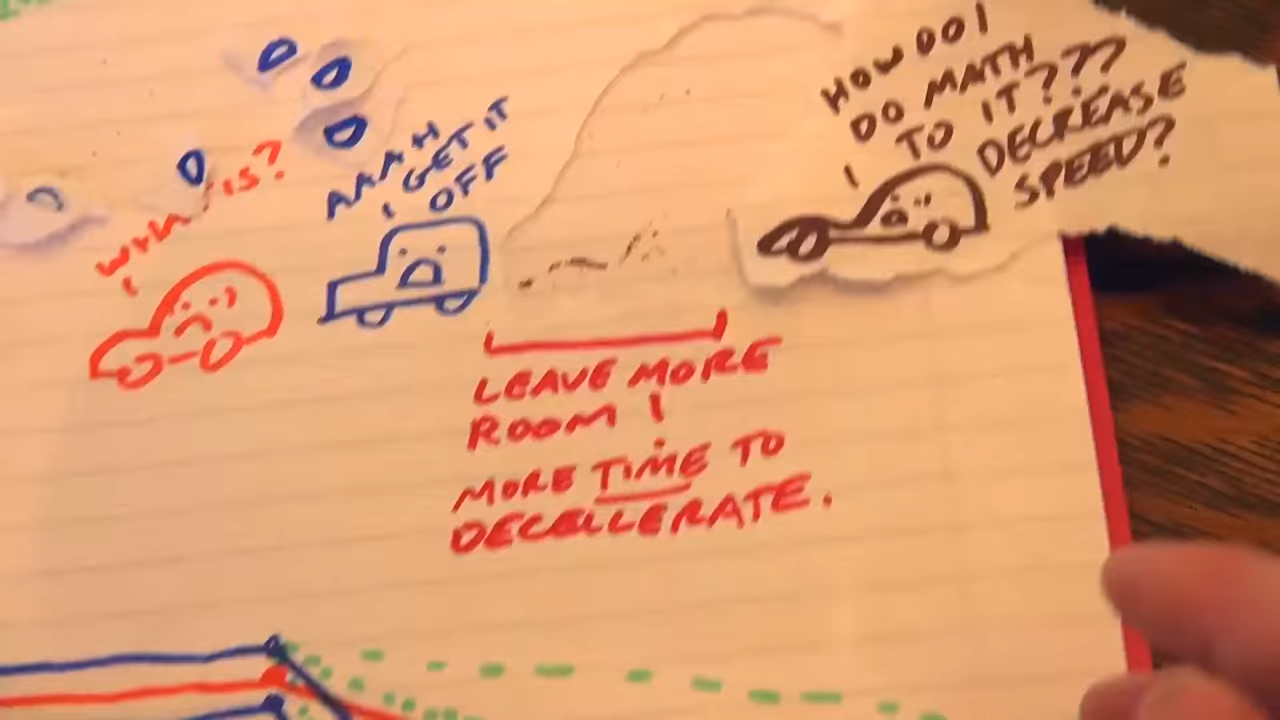 WHAT IS?
!
AAAH
! GET IT
OFF
HOW DO I
DO MATH
! TO IT???
DECREASE
SPEED?
LEAVE MORE
ROOM!
MORE TIME TO
DECELLERATE.